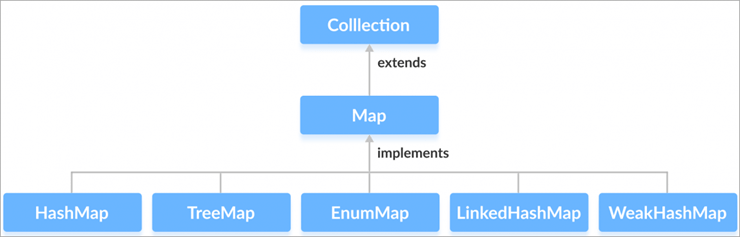 Colllection
extends
Map
implements
HashMap
TreeMap
EnumMap
LinkedHashMap
WeakHashMap